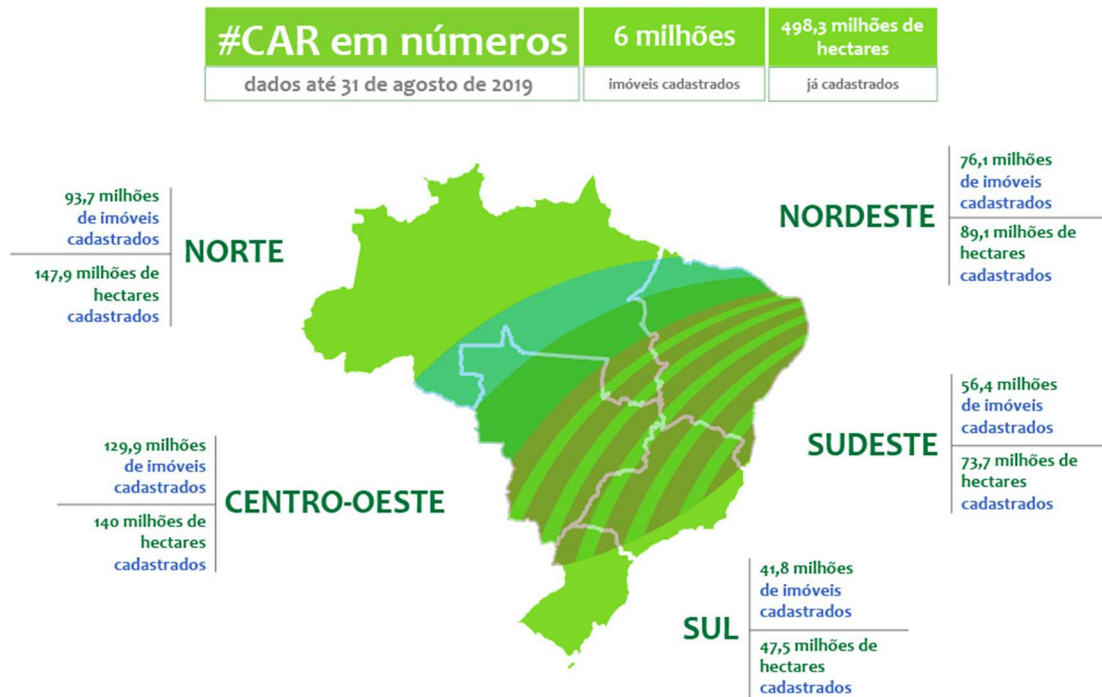 #CAR em números
dados até 31 de agosto de 2019
6 milhões
imóveis cadastrados
498,3 milhões de
hectares
já cadastrados
93,7 milhões
de imóveis
cadastrados
147,9 milhões de
hectares
cadastrados
NORTE
NORDESTE
76,1 milhões
de imóveis
cadastrados
89,1 milhões de
hectares
cadastrados
129,9 milhões
de imóveis
cadastrados
140 milhões de
hectares
cadastrados
CENTRO-OESTE
SUDESTE
56,4 milhões
de imóveis
cadastrados
73,7 milhões de
hectares
cadastrados
SUL
41,8 milhões
de imóveis
cadastrados
47,5 milhões de
hectares
cadastrados